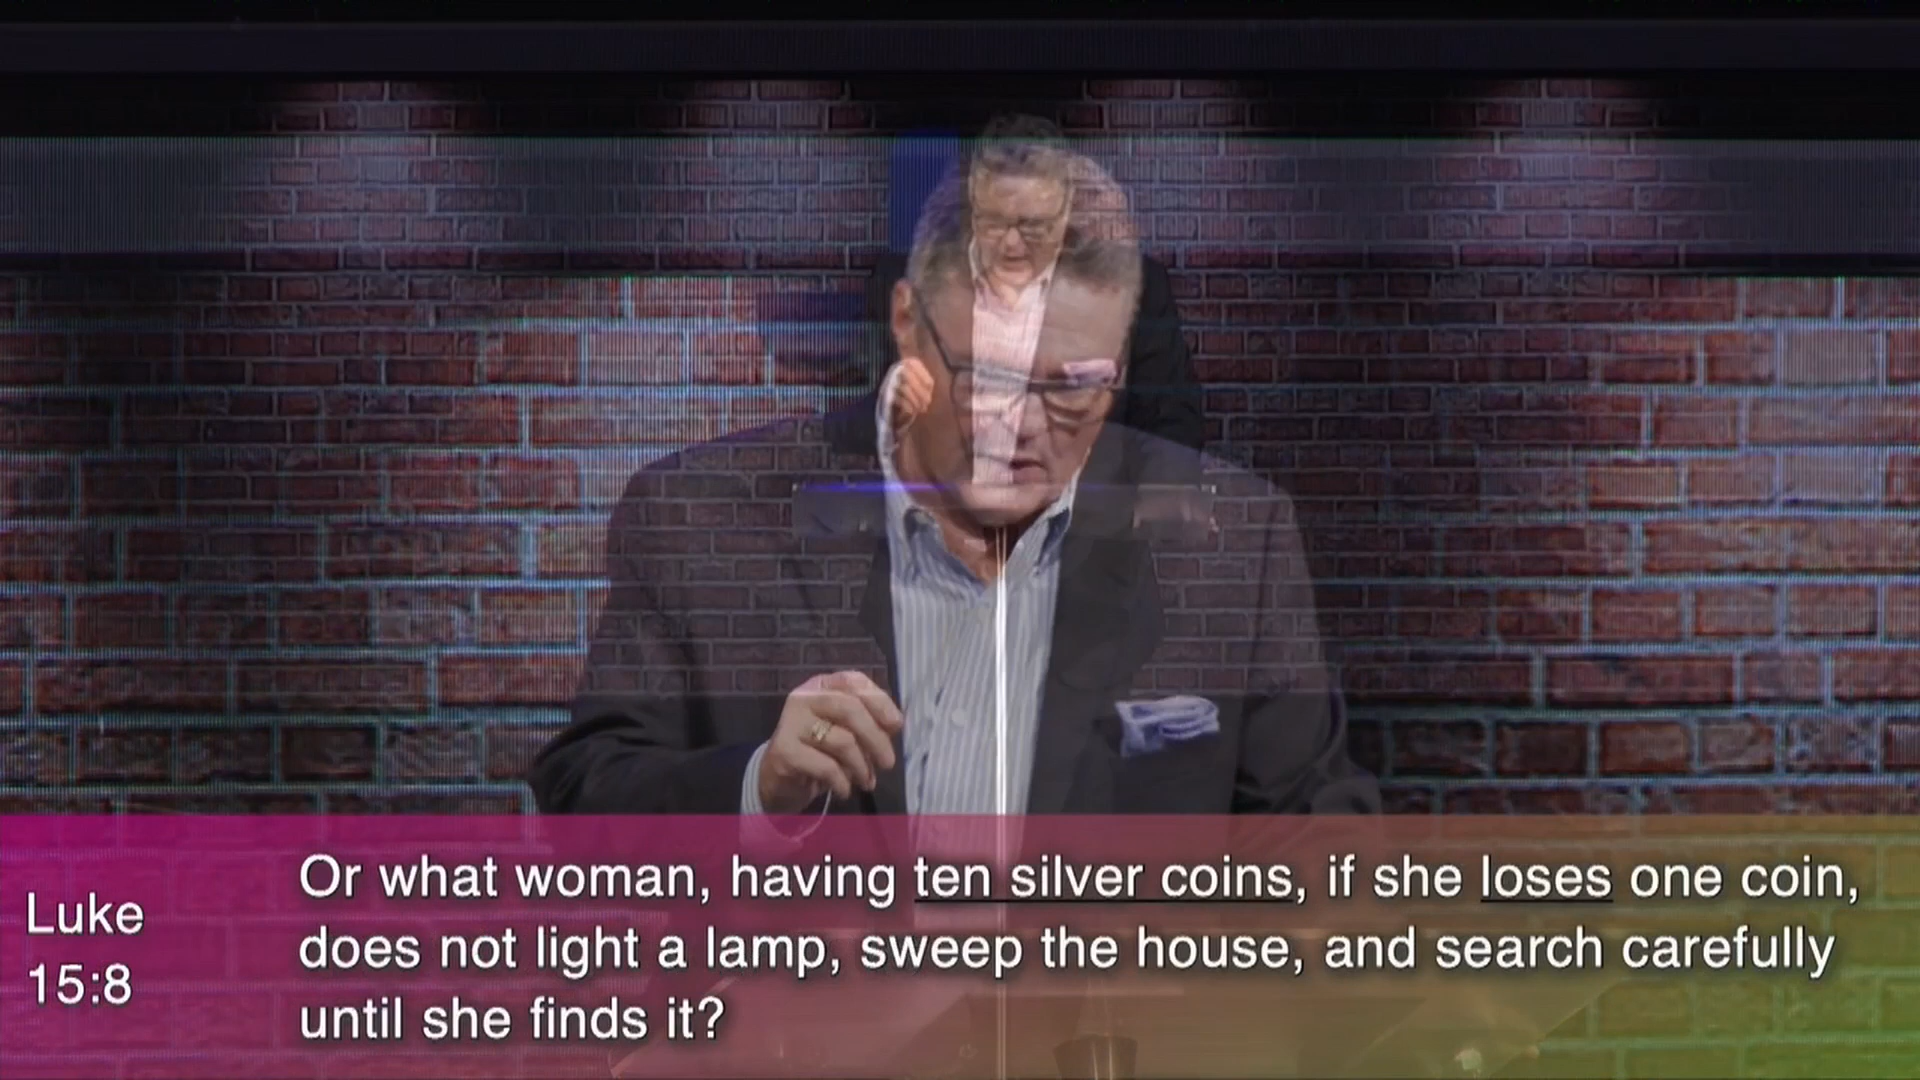 Luke
15:8
Or what woman, having ten silver coins, if she loses one coin,
does not light a lamp, sweep the house, and search carefully
until she finds it?